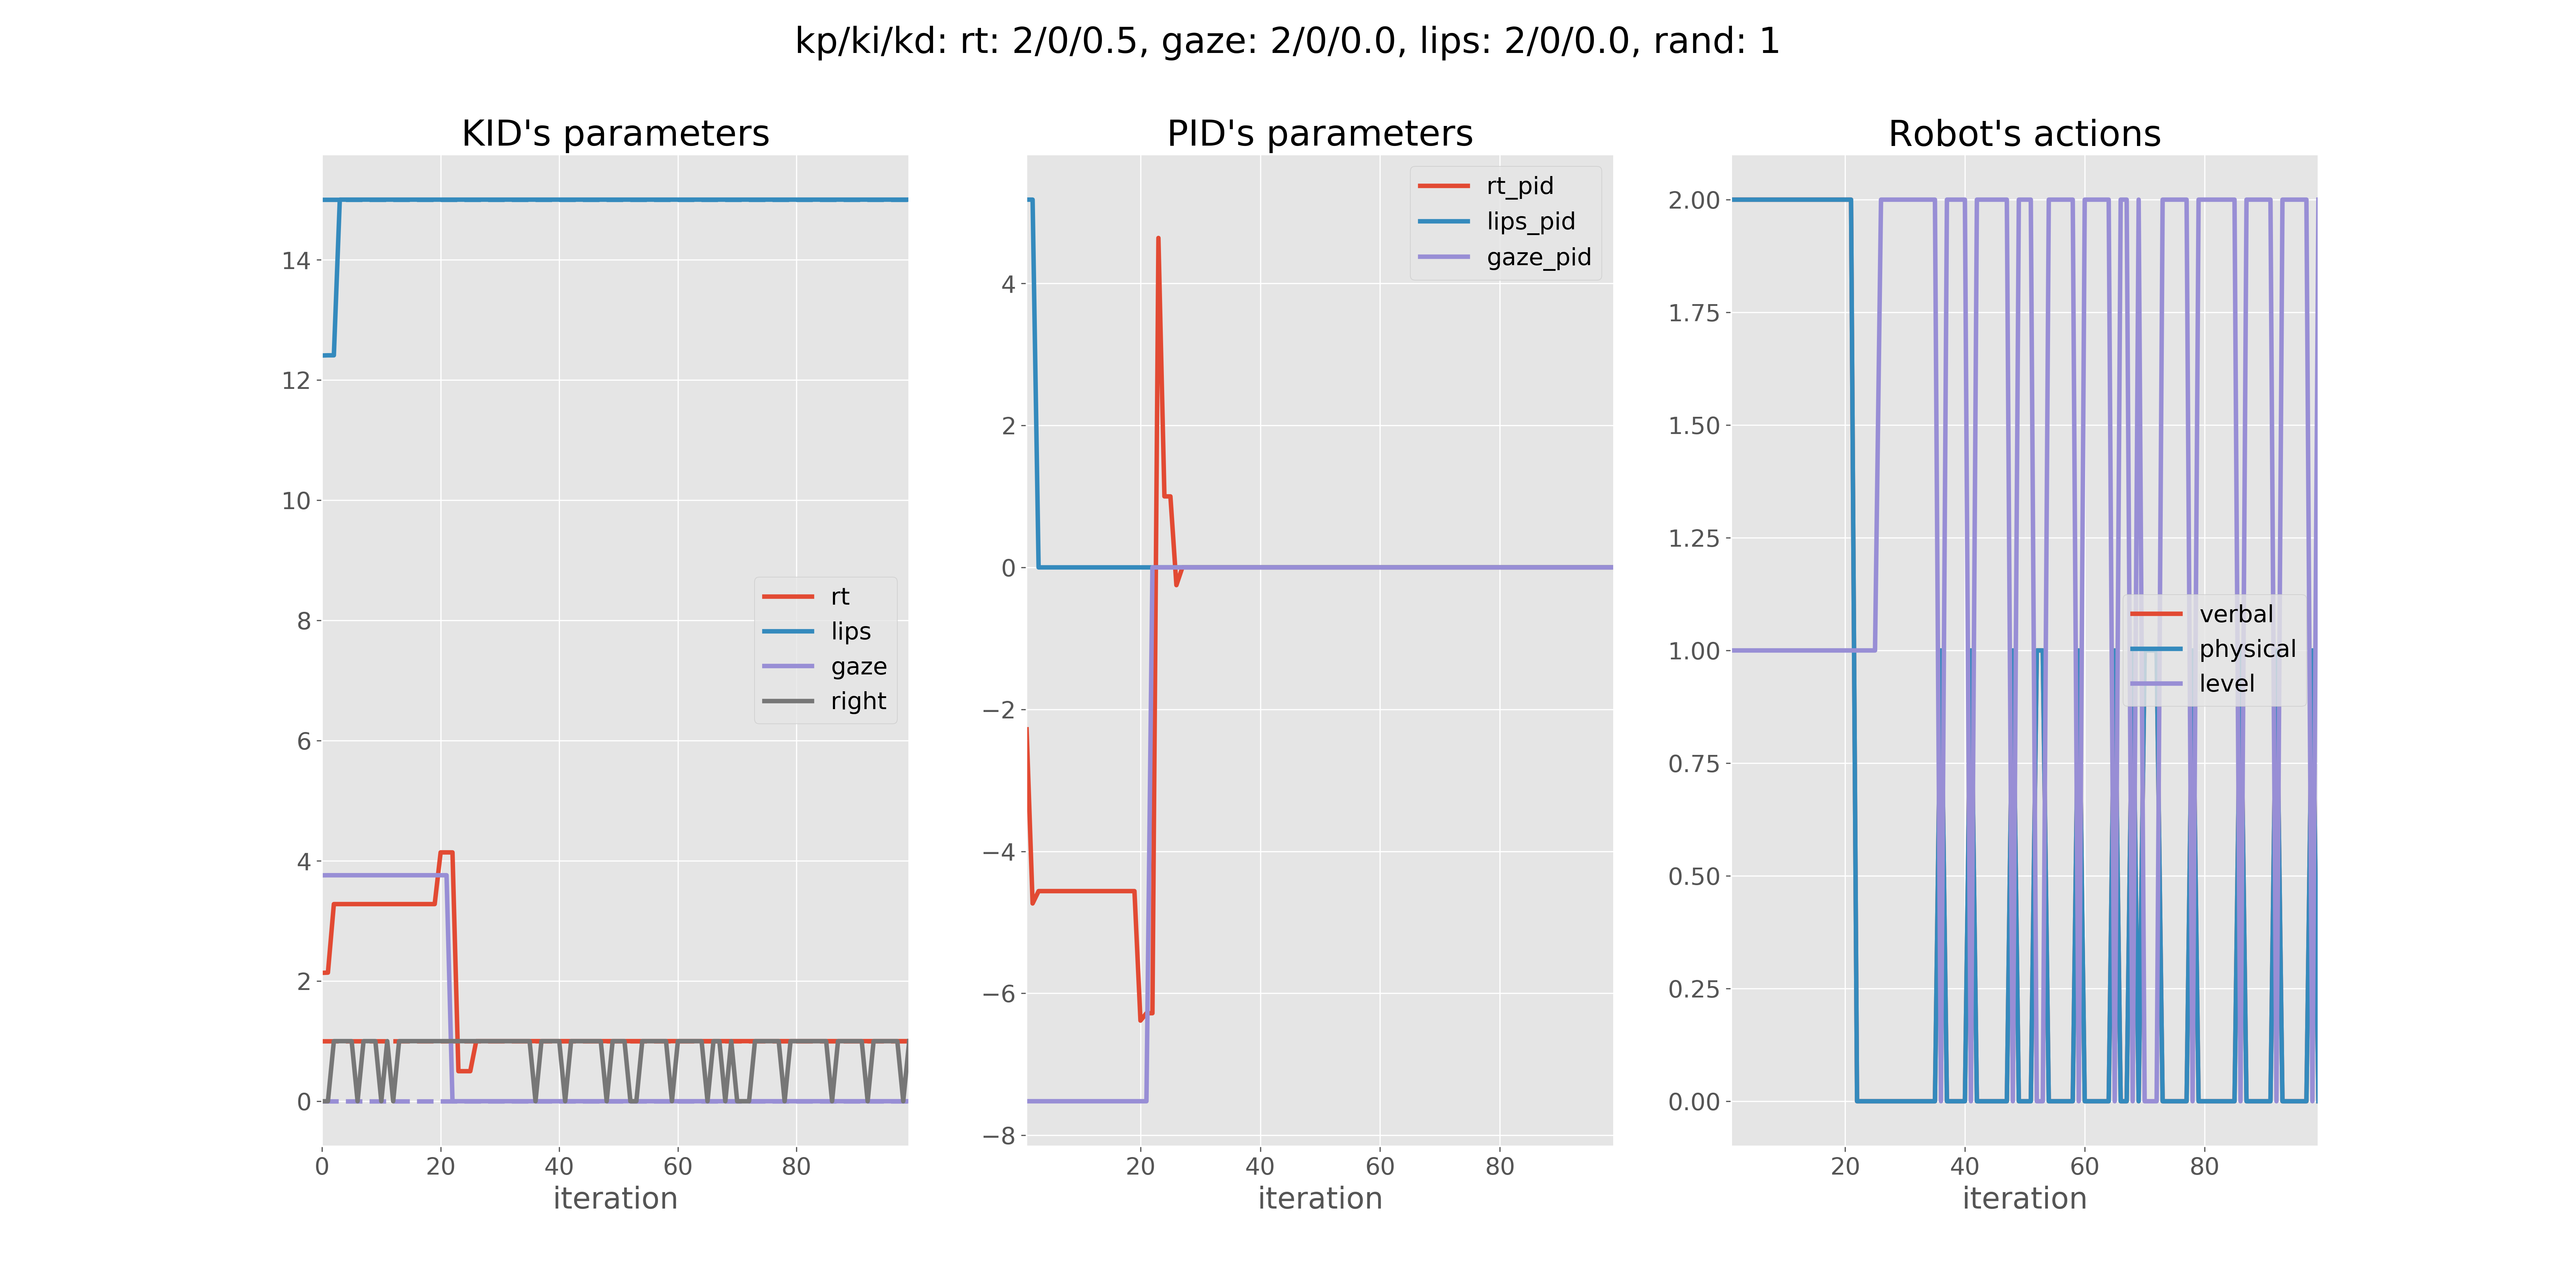 kp/ki/kd: rt: 2/0/0.5, gaze: 2/0/0.0, lips: 2/0/0.0, rand: 1
KID's parameters
14
12
10
8
6
4
2
0
rt
lips
gaze
right
0 20 40 60 80
iteration
PID's parameters
4
2
0
−2
−4
−6
−8
rt_pid
lips_pid
gaze_pid
20 40 60 80
iteration
Robot's actions
2.00
1.75
1.50
1.25
1.00
0.75
0.50
0.25
0.00
verbal
physical
level
20 40 60 80
iteration